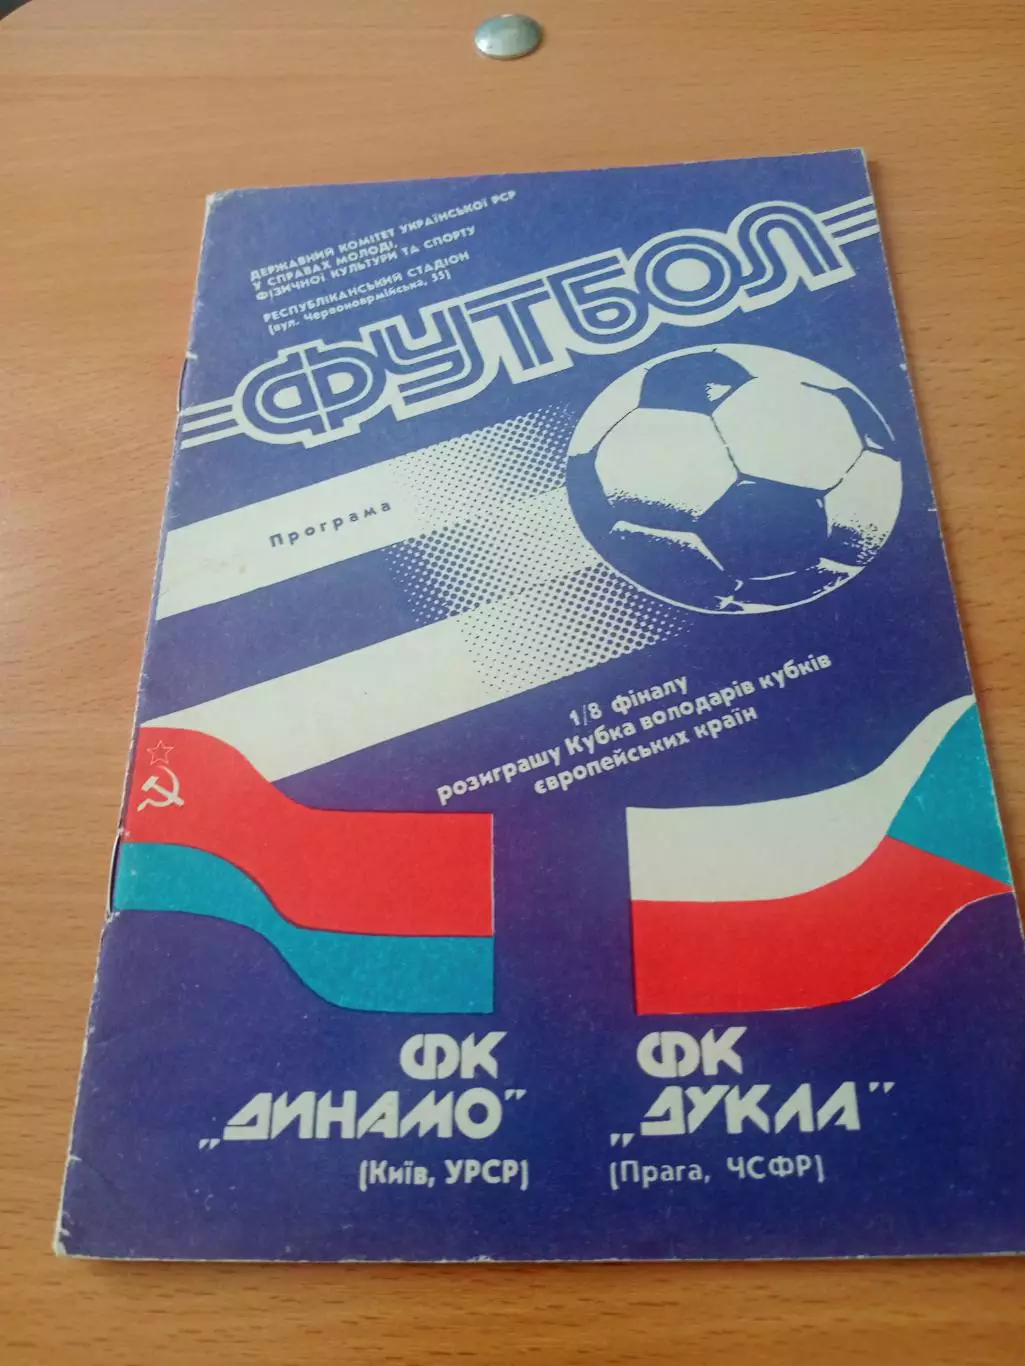 ДЕРЖАВНИЙ КОМІТЕТ УКРАЇНСЬКОЇ РСР
У СПРАВАХ МОЛОДІ,
ФІЗИЧНОЇ КУЛЬТУРИ ТА СПОРТУ
РЕСПУБЛІКАНСЬКИЙ СТАДІОН
(вул. Червоноармійська, 55)
ФУТБОЛ
Програма
1/8 фіналу
розиграшу Кубка володарів кубків
європейських країн
ФК
„ДИНАМО”
(Київ, УРСР)
ФК
„ДУКЛА”
(Прага, ЧСФР)